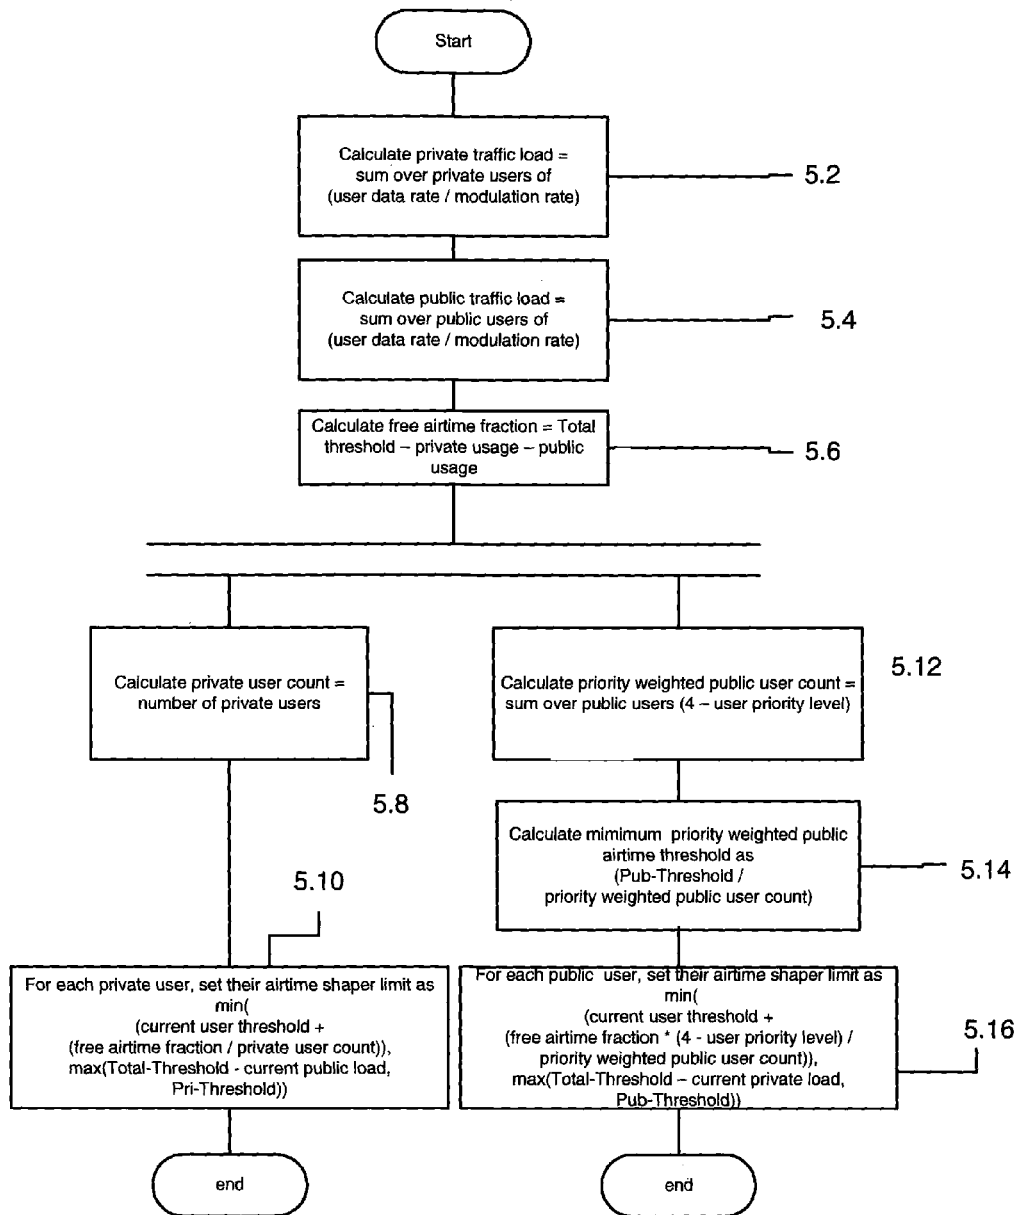 Start
Calculate private traffic load =
sum over private users of
(user data rate / modulation rate)
5.2
Calculate public traffic load =
sum over public users of
(user data rate / modulation rate)
5.4
Calculate free airtime fraction = Total
threshold – private usage – public
usage
5.6
Calculate private user count =
number of private users
5.8
Calculate priority weighted public user count =
sum over public users (4 – user priority level)
5.12
Calculate mimimum priority weighted public
airtime threshold as
(Pub-Threshold /
priority weighted public user count)
5.14
5.10
For each private user, set their airtime shaper limit as
min(
(current user threshold +
(free airtime fraction / private user count)),
max(Total-Threshold - current public load,
Pri-Threshold))
For each public user, set their airtime shaper limit as
min(
(current user threshold +
(free airtime fraction * (4 - user priority level) /
priority weighted public user count)),
max(Total-Threshold – current private load,
Pub-Threshold))
5.16
end
end